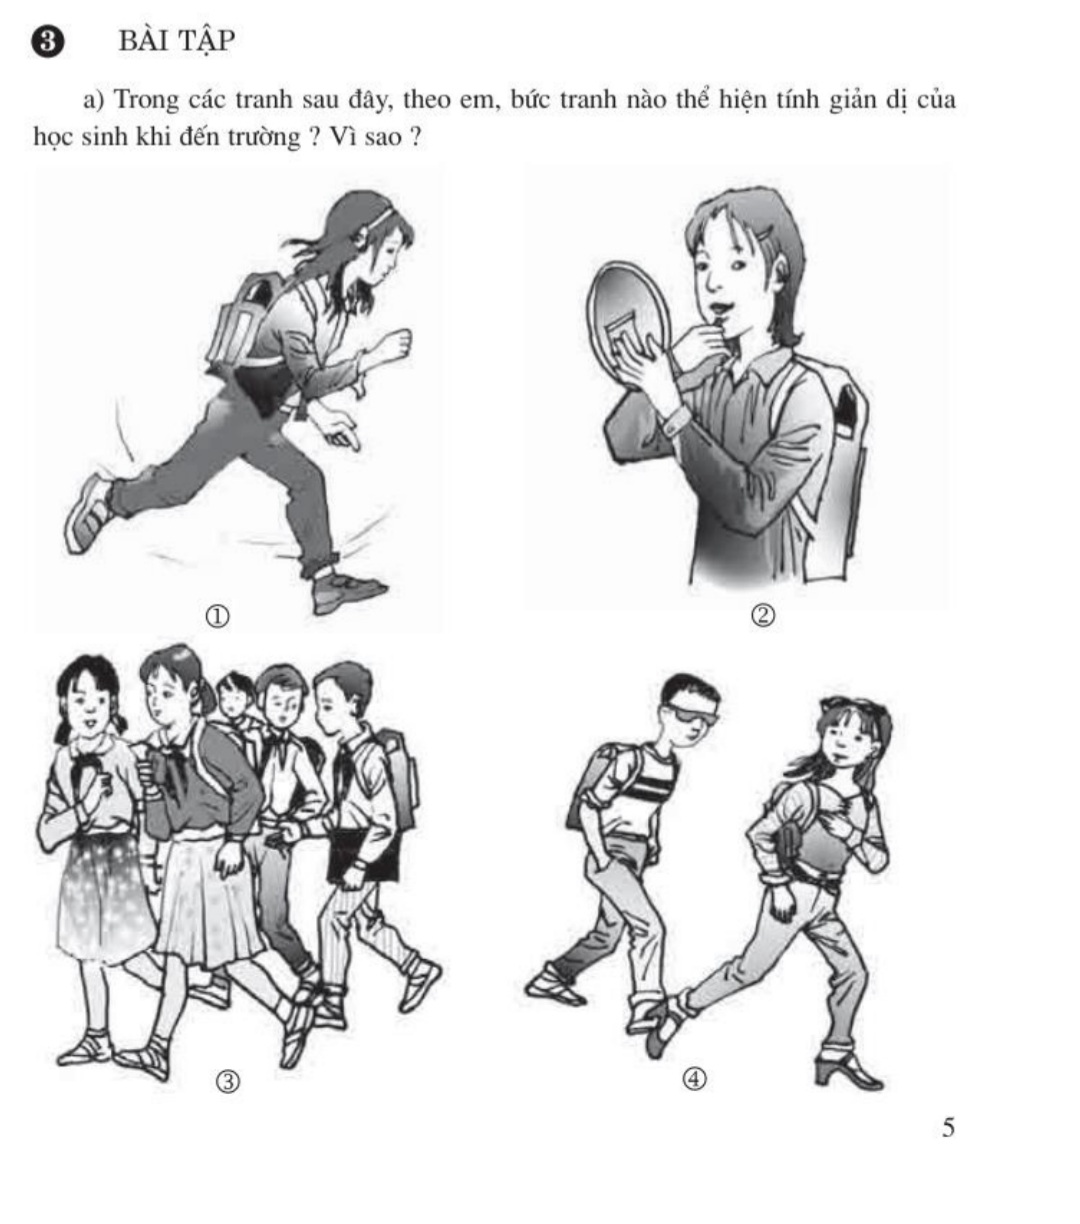 3 BÀI TẬP
a) Trong các tranh sau đây, theo em, bức tranh nào thể hiện tính giản dị của
học sinh khi đến trường ? Vì sao ?
①
②
③
④
5